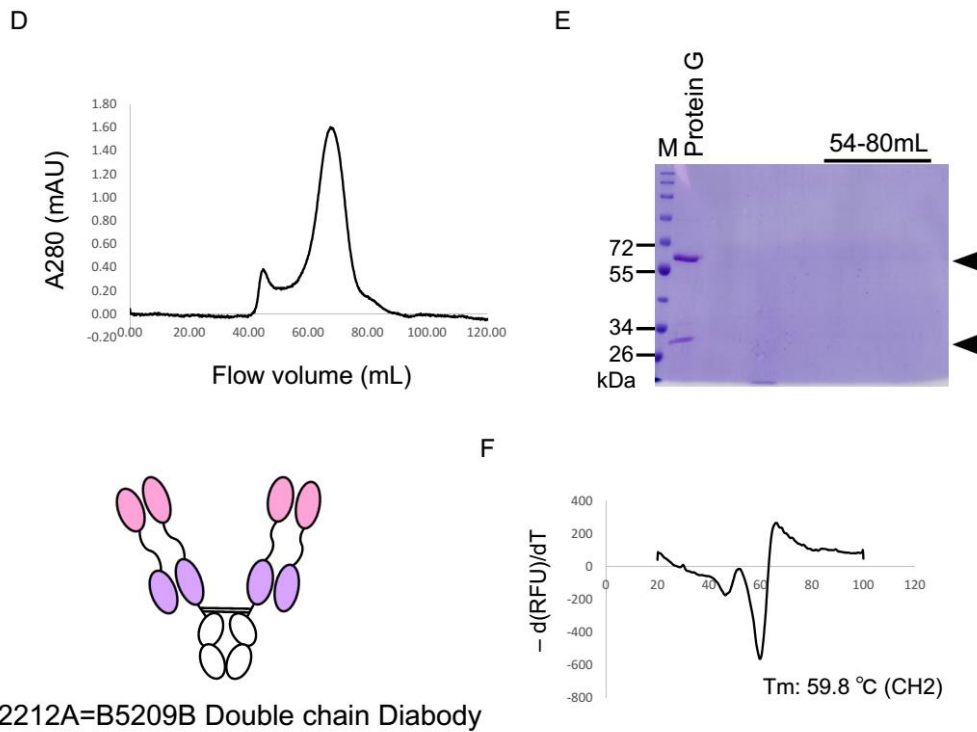 D
E
1.80
1.60
1.40
1.20
1.00
0.80
0.60
0.40
0.20
0.00
-0.20
0.00 20.00 40.00 60.00 80.00 100.00 120.00
A280 (mAU)
Flow volume (mL)
M
Protein G
54-80mL
72
55
34
26
kDa
2212A=B5209B Double chain Diabody
F
400
200
0
-200
-400
-600
-800
0 20 40 60 80 100 120
– d(RFU)/dT
Tm: 59.8 °C (CH2)